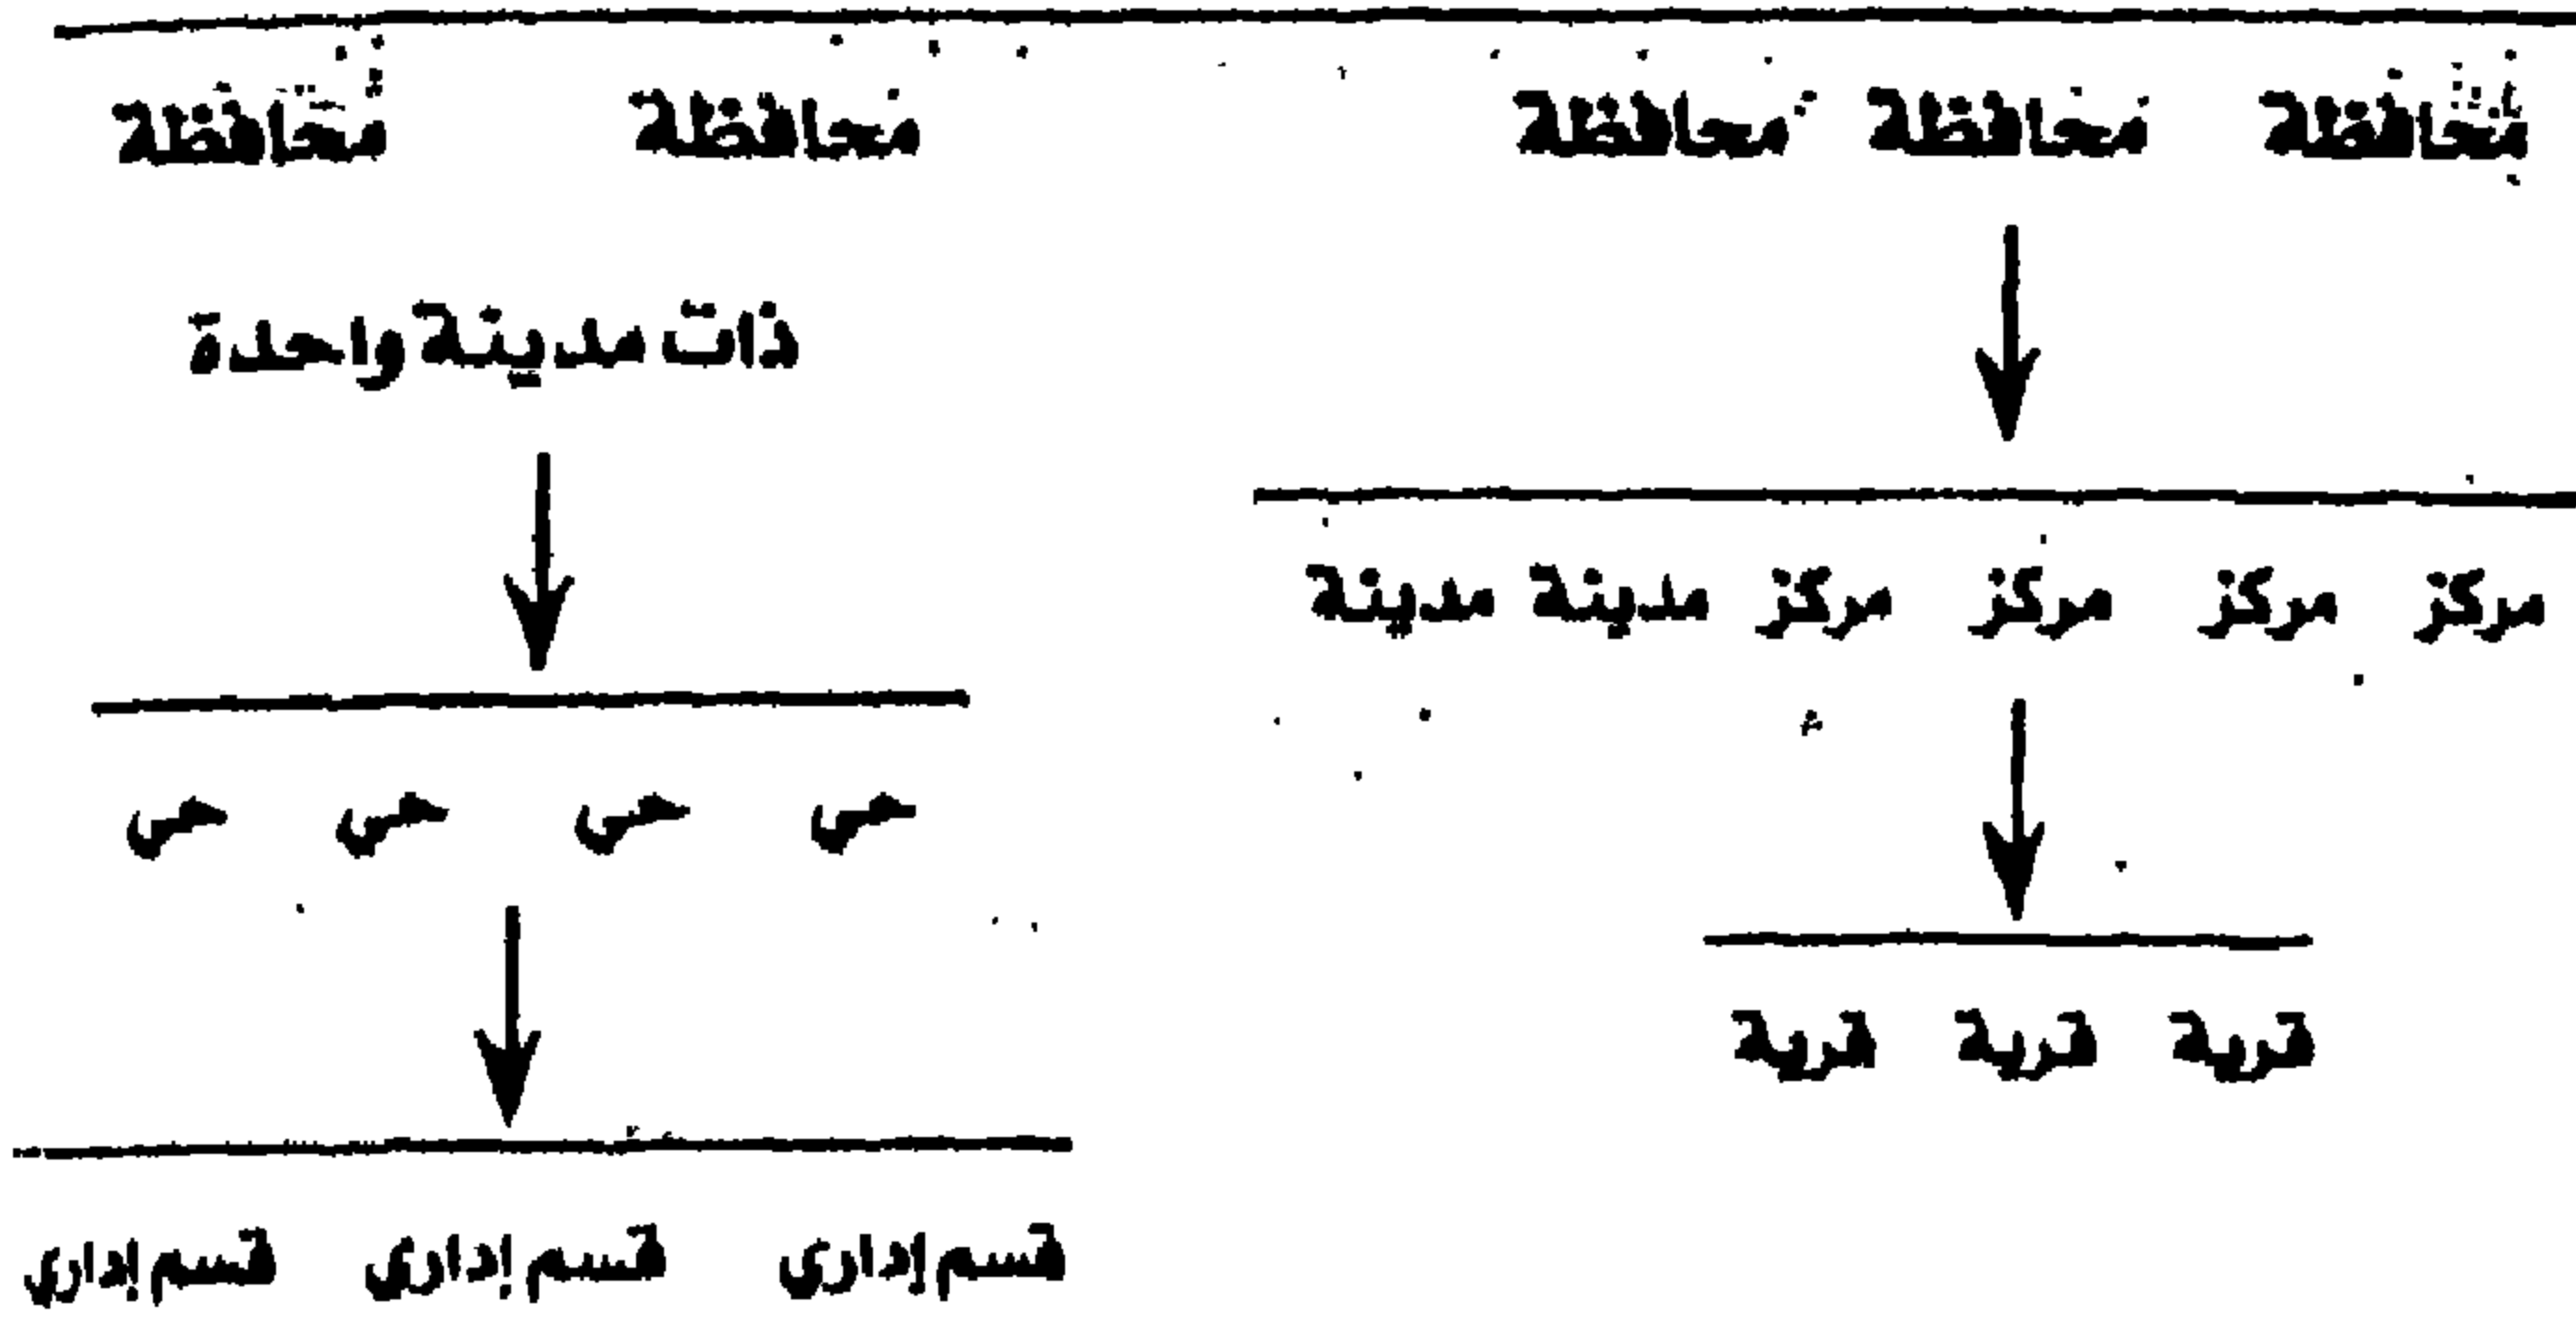 محافظة محافظة محافظة محافظة محافظة
ذات مدينة واحدة
مركز مركز مركز مركز مدينة مدينة
حي حي حي حي
قرية قرية قرية
قسم إداري قسم إداري قسم إداري